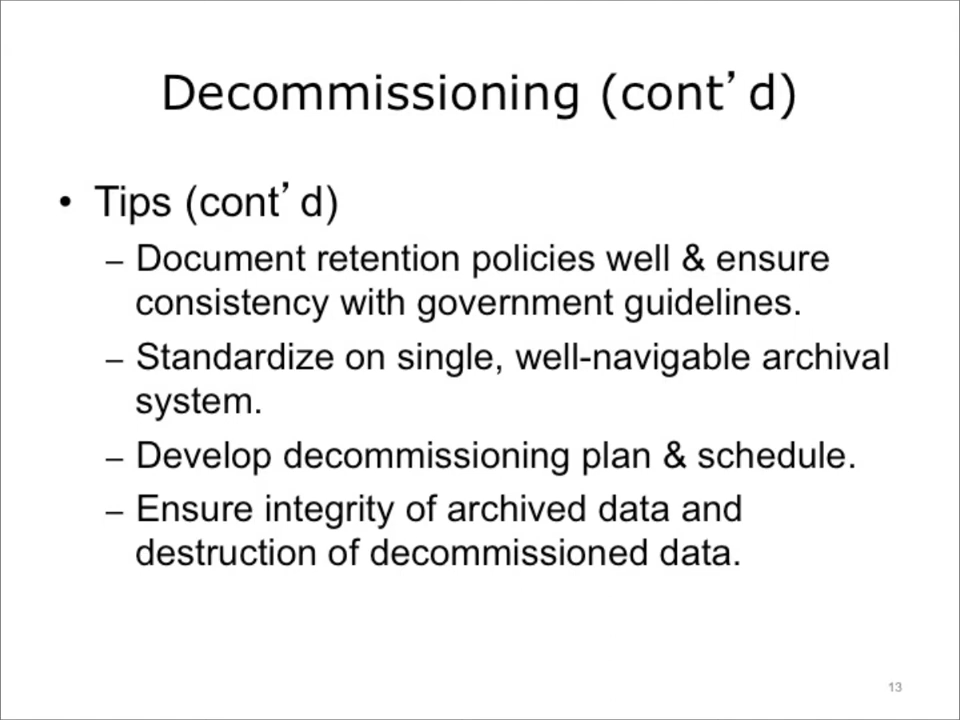 Decommissioning (cont’d)
• Tips (cont’d)
– Document retention policies well & ensure
consistency with government guidelines.
– Standardize on single, well-navigable archival
system.
– Develop decommissioning plan & schedule.
– Ensure integrity of archived data and
destruction of decommissioned data.
13